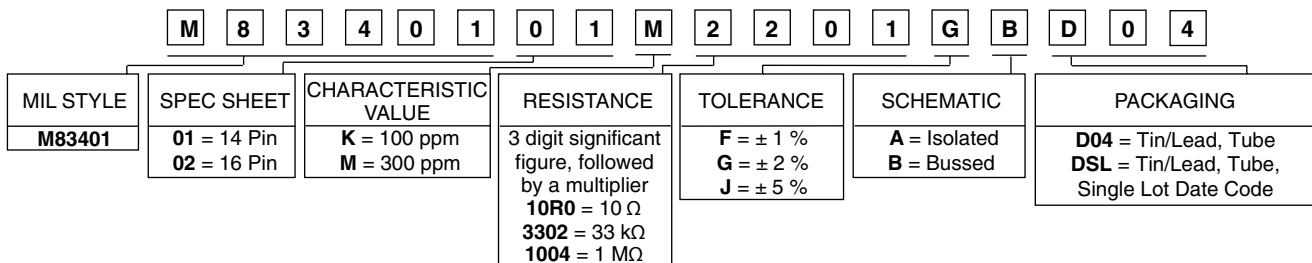 M 8 3 4 0 1 0 1 M 2 2 0 1 G B D 0 4
MIL STYLE
M83401
SPEC SHEET
01 = 14 Pin
02 = 16 Pin
CHARACTERISTIC
VALUE
K = 100 ppm
M = 300 ppm
RESISTANCE
3 digit significant
figure, followed
by a multiplier
10R0 = 10 Ω
3302 = 33 kΩ
1004 = 1 MΩ
TOLERANCE
F = ± 1 %
G = ± 2 %
J = ± 5 %
SCHEMATIC
A = Isolated
B = Bussed
PACKAGING
D04 = Tin/Lead, Tube
DSL = Tin/Lead, Tube,
Single Lot Date Code